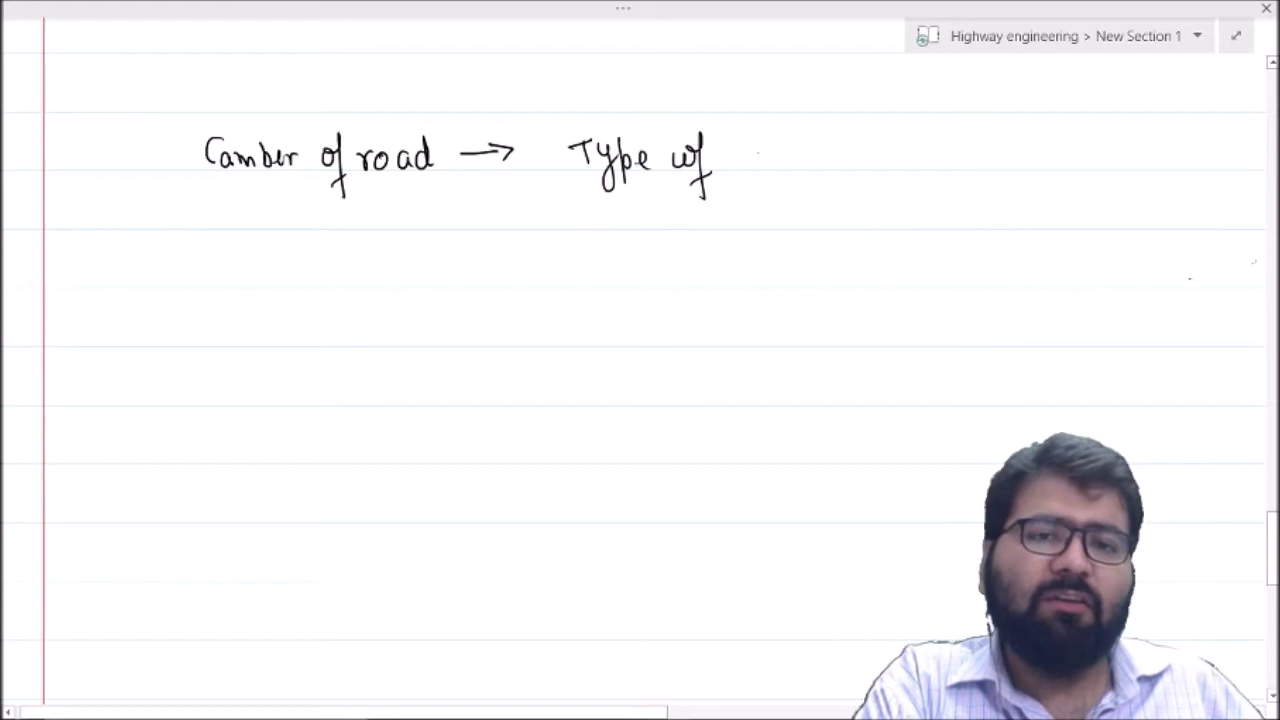 Highway engineering > New Section 1
Camber of road → Type of